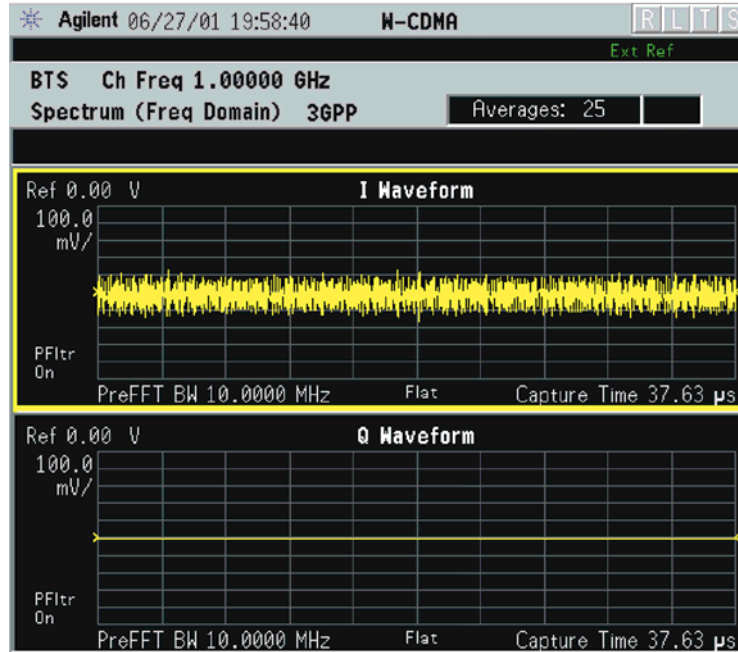 Agilent 06/27/01 19:58:40 W-CDMA R L T S
Ext Ref
BTS Ch Freq 1.00000 GHz
Spectrum (Freq Domain) 3GPP Averages: 25
Ref 0.00 V I Waveform
100.0
mV/
PFltr
On
PreFFT BW 10.0000 MHz Flat Capture Time 37.63 µs
Ref 0.00 V Q Waveform
100.0
mV/
PFltr
On
PreFFT BW 10.0000 MHz Flat Capture Time 37.63 µs